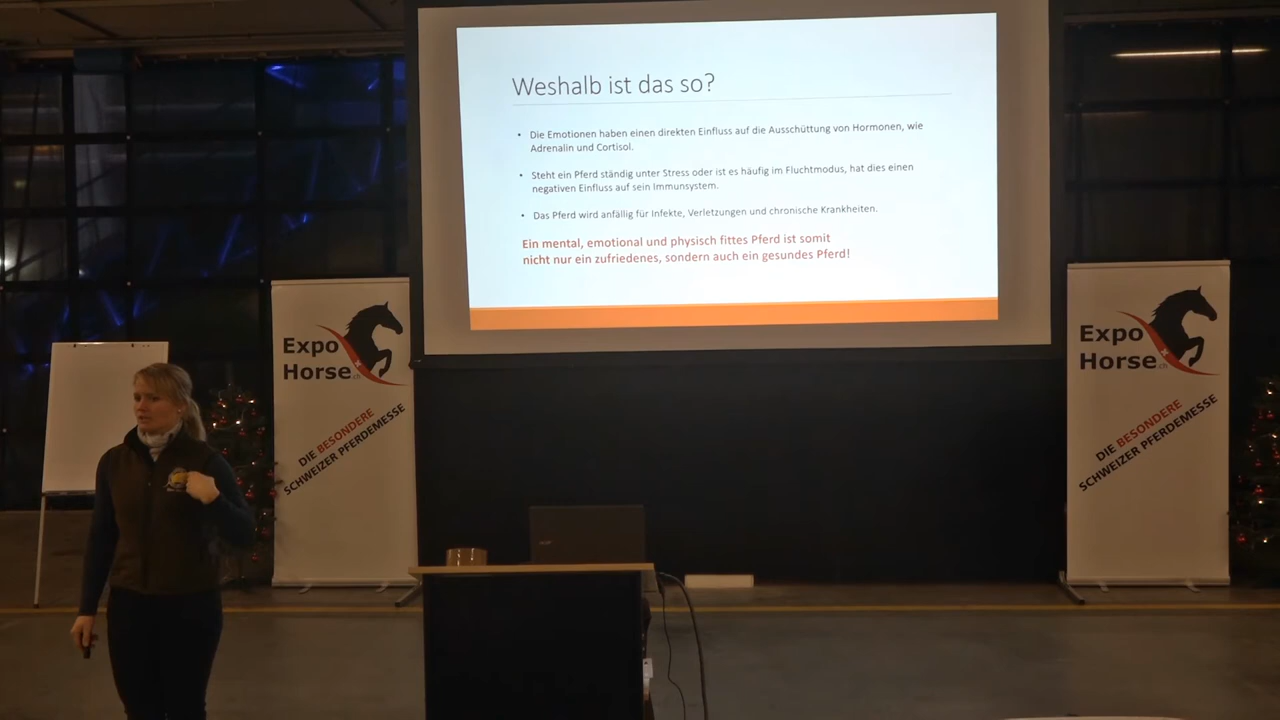 Weshalb ist das so?
• Die Emotionen haben einen direkten Einfluss auf die Ausschüttung von Hormonen, wie
Adrenalin und Cortisol.
• Steht ein Pferd ständig unter Stress oder ist es häufig im Fluchtmodus, hat dies einen
negativen Einfluss auf sein Immunsystem.
• Das Pferd wird anfällig für Infekte, Verletzungen und chronische Krankheiten.
Ein mental, emotional und physisch fittes Pferd ist somit
nicht nur ein zufriedenes, sondern auch ein gesundes Pferd!
Expo
Horse.ch
DIE BESONDERE
SCHWEIZER PFERDEMESSE
Expo
Horse.ch
DIE BESONDERE
SCHWEIZER PFERDEMESSE